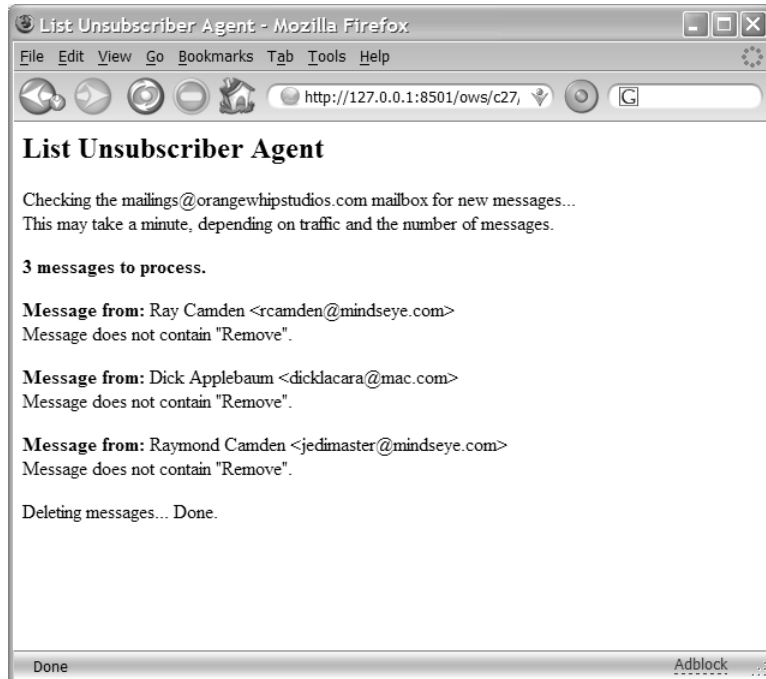 List Unsubscriber Agent - Mozilla Firefox
File Edit View Go Bookmarks Tab Tools Help
http://127.0.0.1:8501/ows/c27/ G
List Unsubscriber Agent
Checking the mailings@orangewhipstudios.com mailbox for new messages...
This may take a minute, depending on traffic and the number of messages.
3 messages to process.
Message from: Ray Camden <rcamden@mindseye.com>
Message does not contain "Remove".
Message from: Dick Applebaum <dicklacara@mac.com>
Message does not contain "Remove".
Message from: Raymond Camden <jedimaster@mindseye.com>
Message does not contain "Remove".
Deleting messages... Done.
Done Adblock